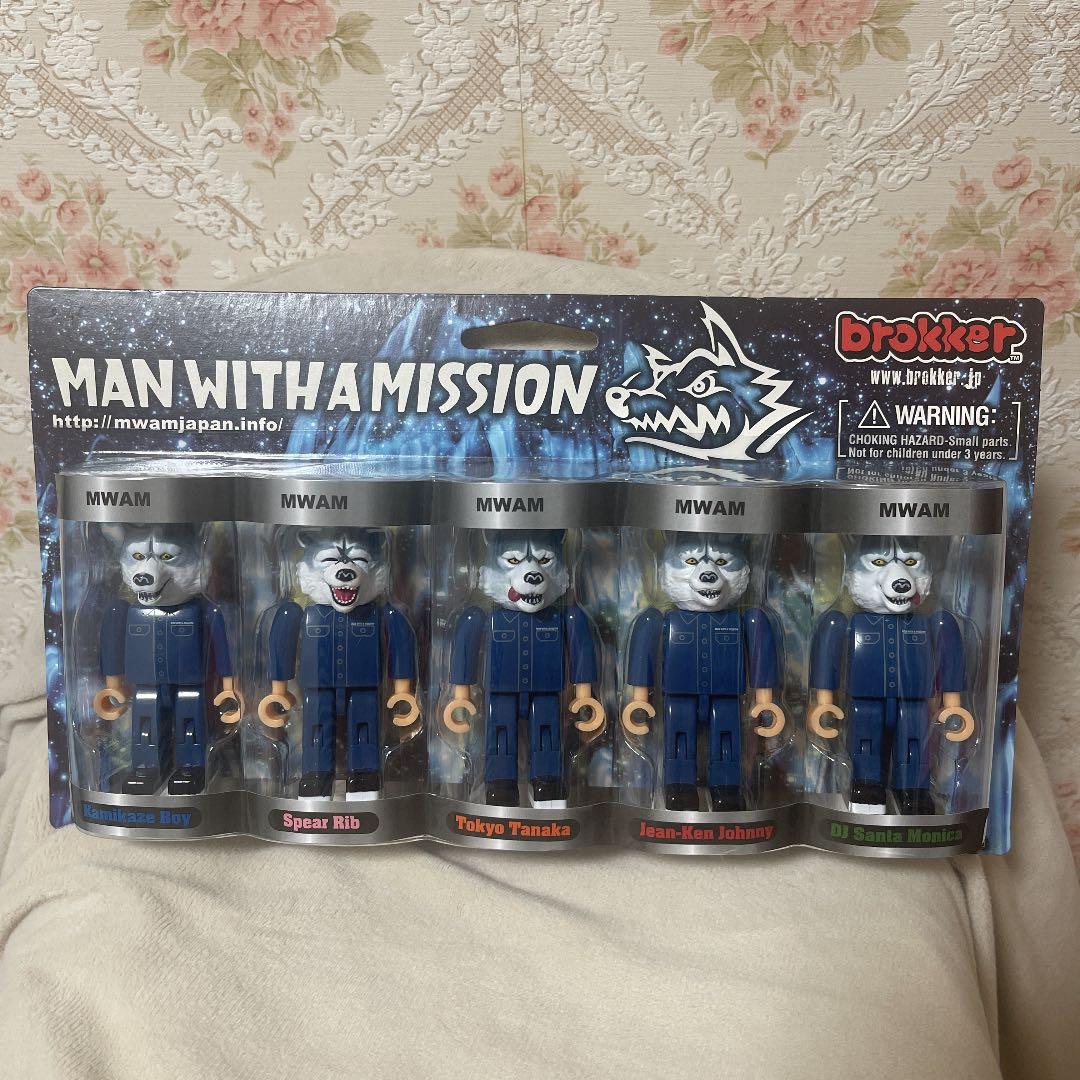 MAN WITH A MISSION
http://mwamjapan.info/
brokker™
www.brokker.jp
⚠ WARNING:
CHOKING HAZARD-Small parts.
Not for children under 3 years.
MWAM MWAM MWAM MWAM MWAM
Kamikaze Boy
Spear Rib
Tokyo Tanaka
Jean-Ken Johnny
DJ Santa Monica